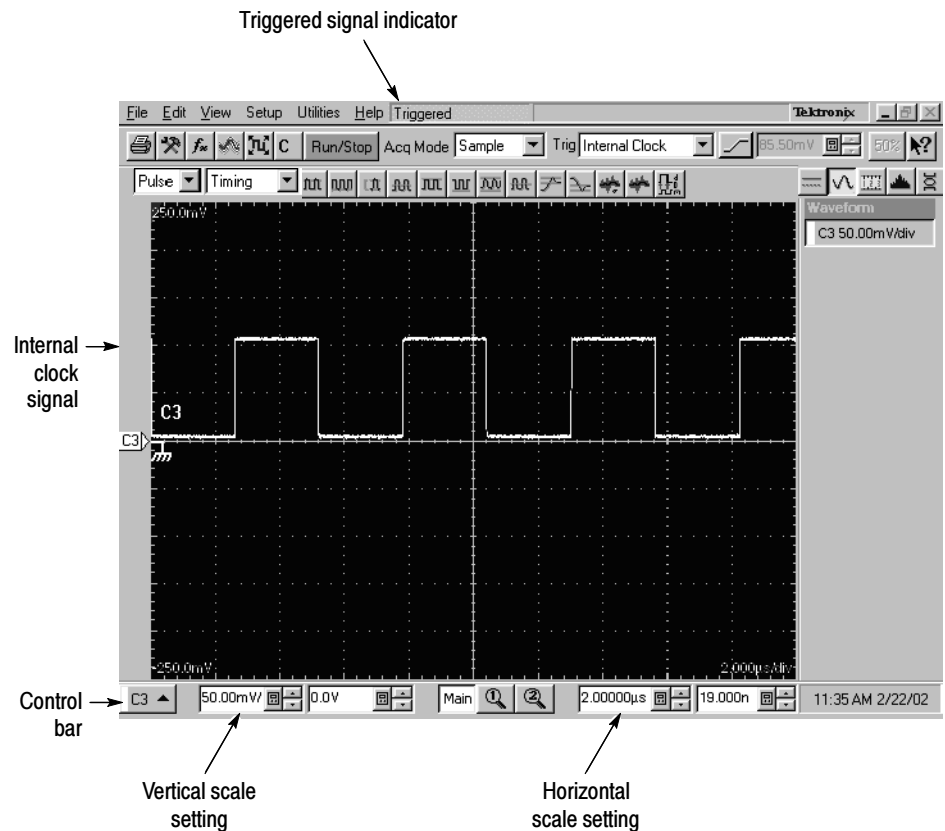 Triggered signal indicator
File Edit View Setup Utilities Help Triggered Tektronix
C Run/Stop Acq Mode Sample Trig Internal Clock 85.50mV 50% ?
Pulse Timing
250.0mV
Waveform
C3 50.00mV/div
Internal
clock
signal
C3
C3
-250.0mV 2.000µs/div
Control
bar
C3 50.00mV/ 0.0V Main 1 2 2.00000µs 19.000n 11:35 AM 2/22/02
Vertical scale
setting
Horizontal
scale setting